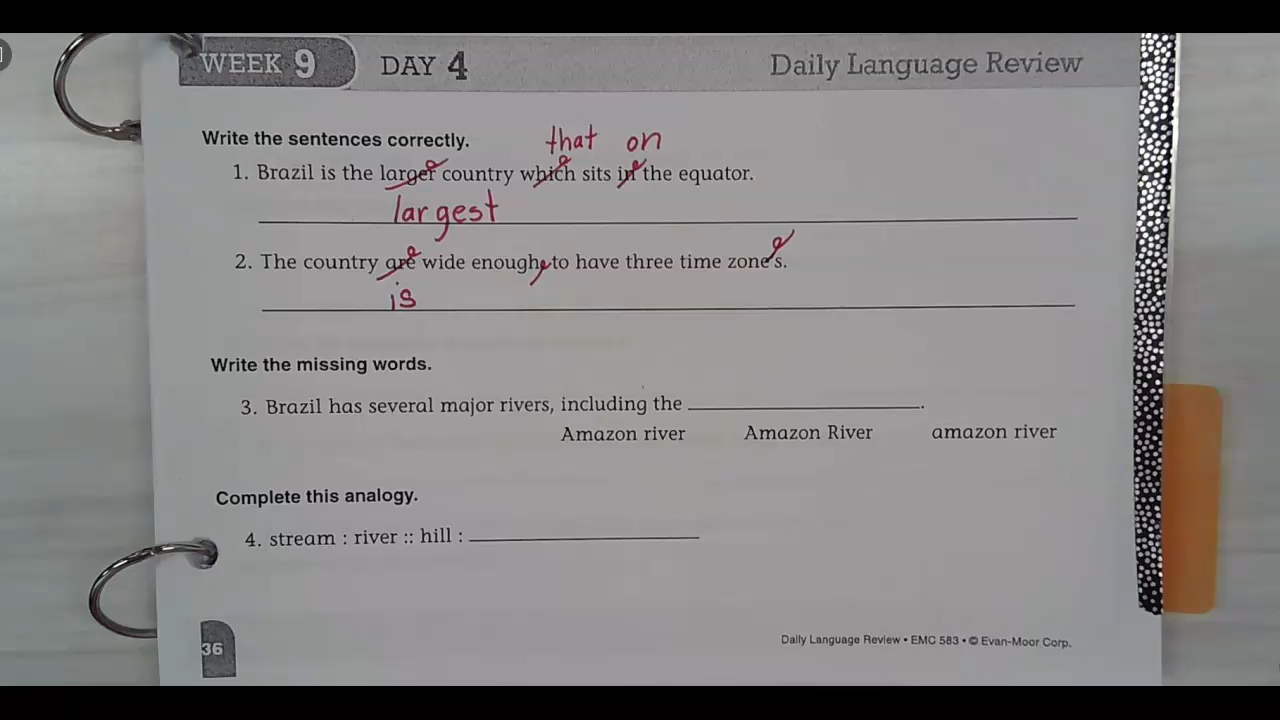 WEEK 9 DAY 4 Daily Language Review
Write the sentences correctly.
that on
1. Brazil is the larger country which sits in the equator.
largest
2. The country are wide enough, to have three time zone's.
is
Write the missing words.
3. Brazil has several major rivers, including the ____________________.
Amazon river Amazon River amazon river
Complete this analogy.
4. stream : river :: hill : ____________________
36
Daily Language Review • EMC 583 • © Evan-Moor Corp.